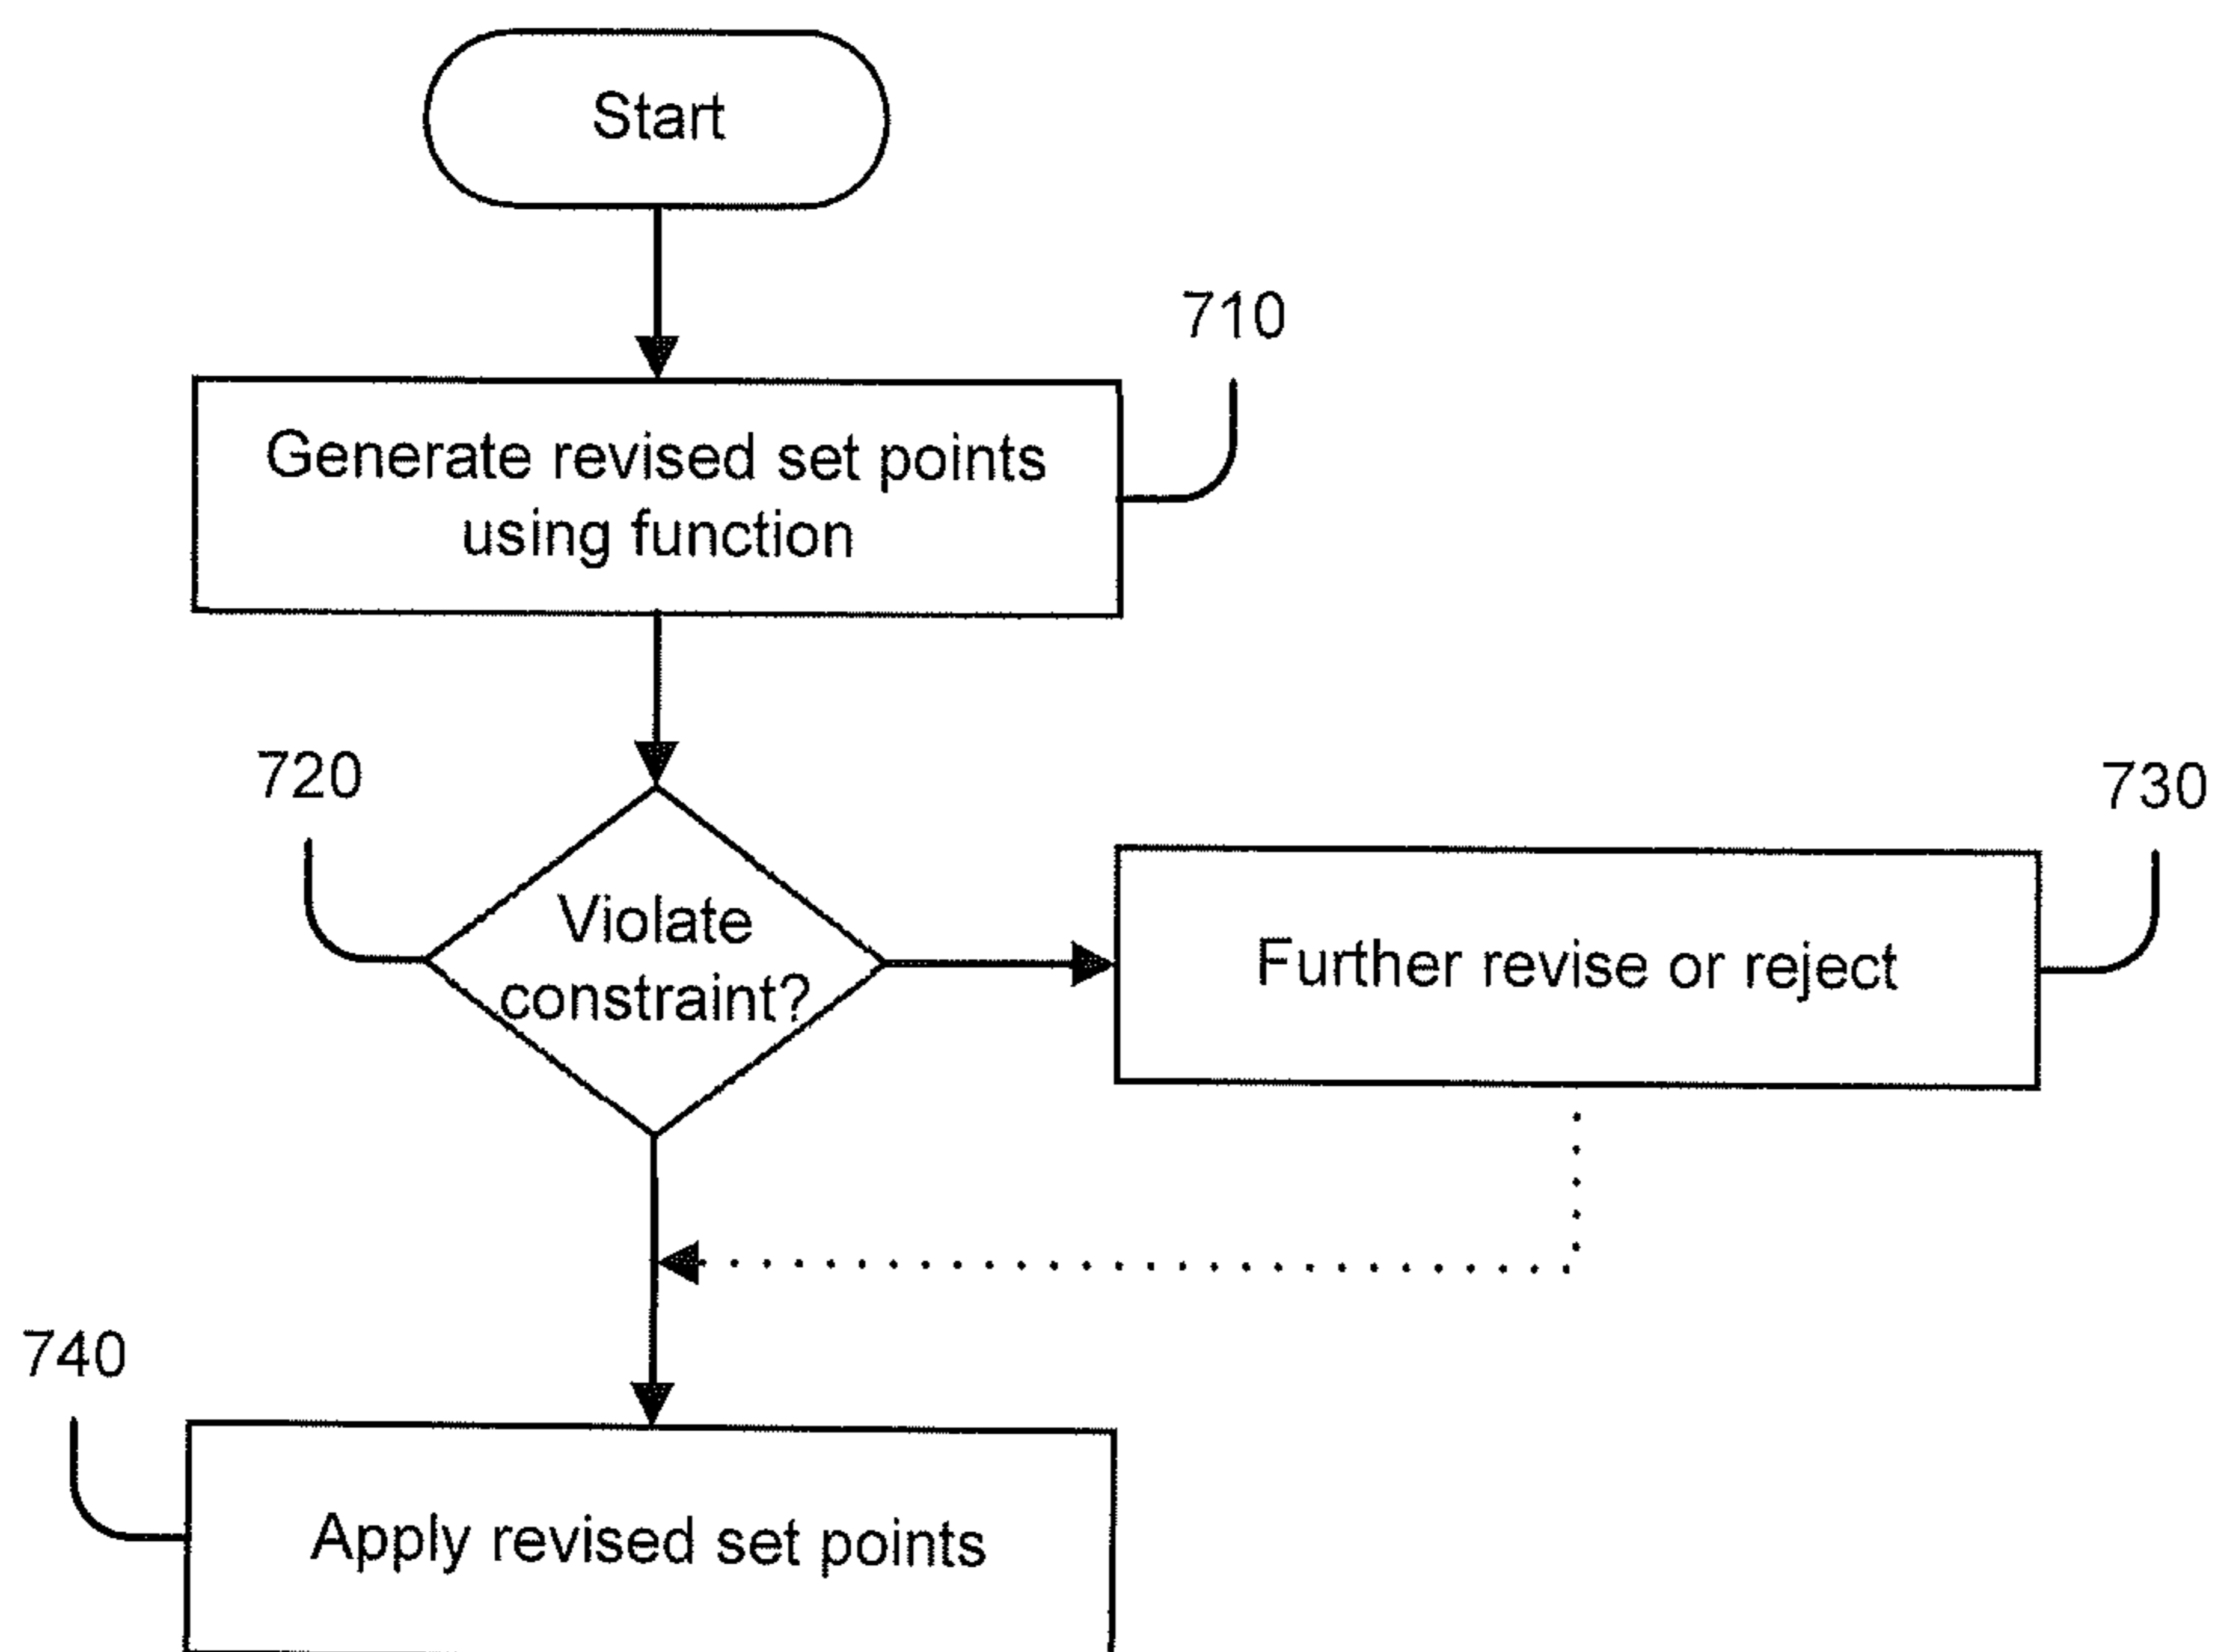 Start
710
Generate revised set points
using function
720
730
Violate
constraint?
Further revise or reject
740
Apply revised set points